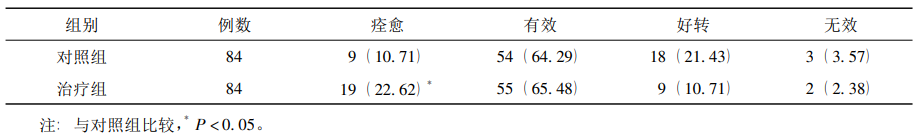 组别 例数 痊愈 有效 好转 无效
对照组 84 9（10.71） 54（64.29） 18（21.43） 3（3.57）
治疗组 84 19（22.62）* 55（65.48） 9（10.71） 2（2.38）
注：与对照组比较,* P<0.05。